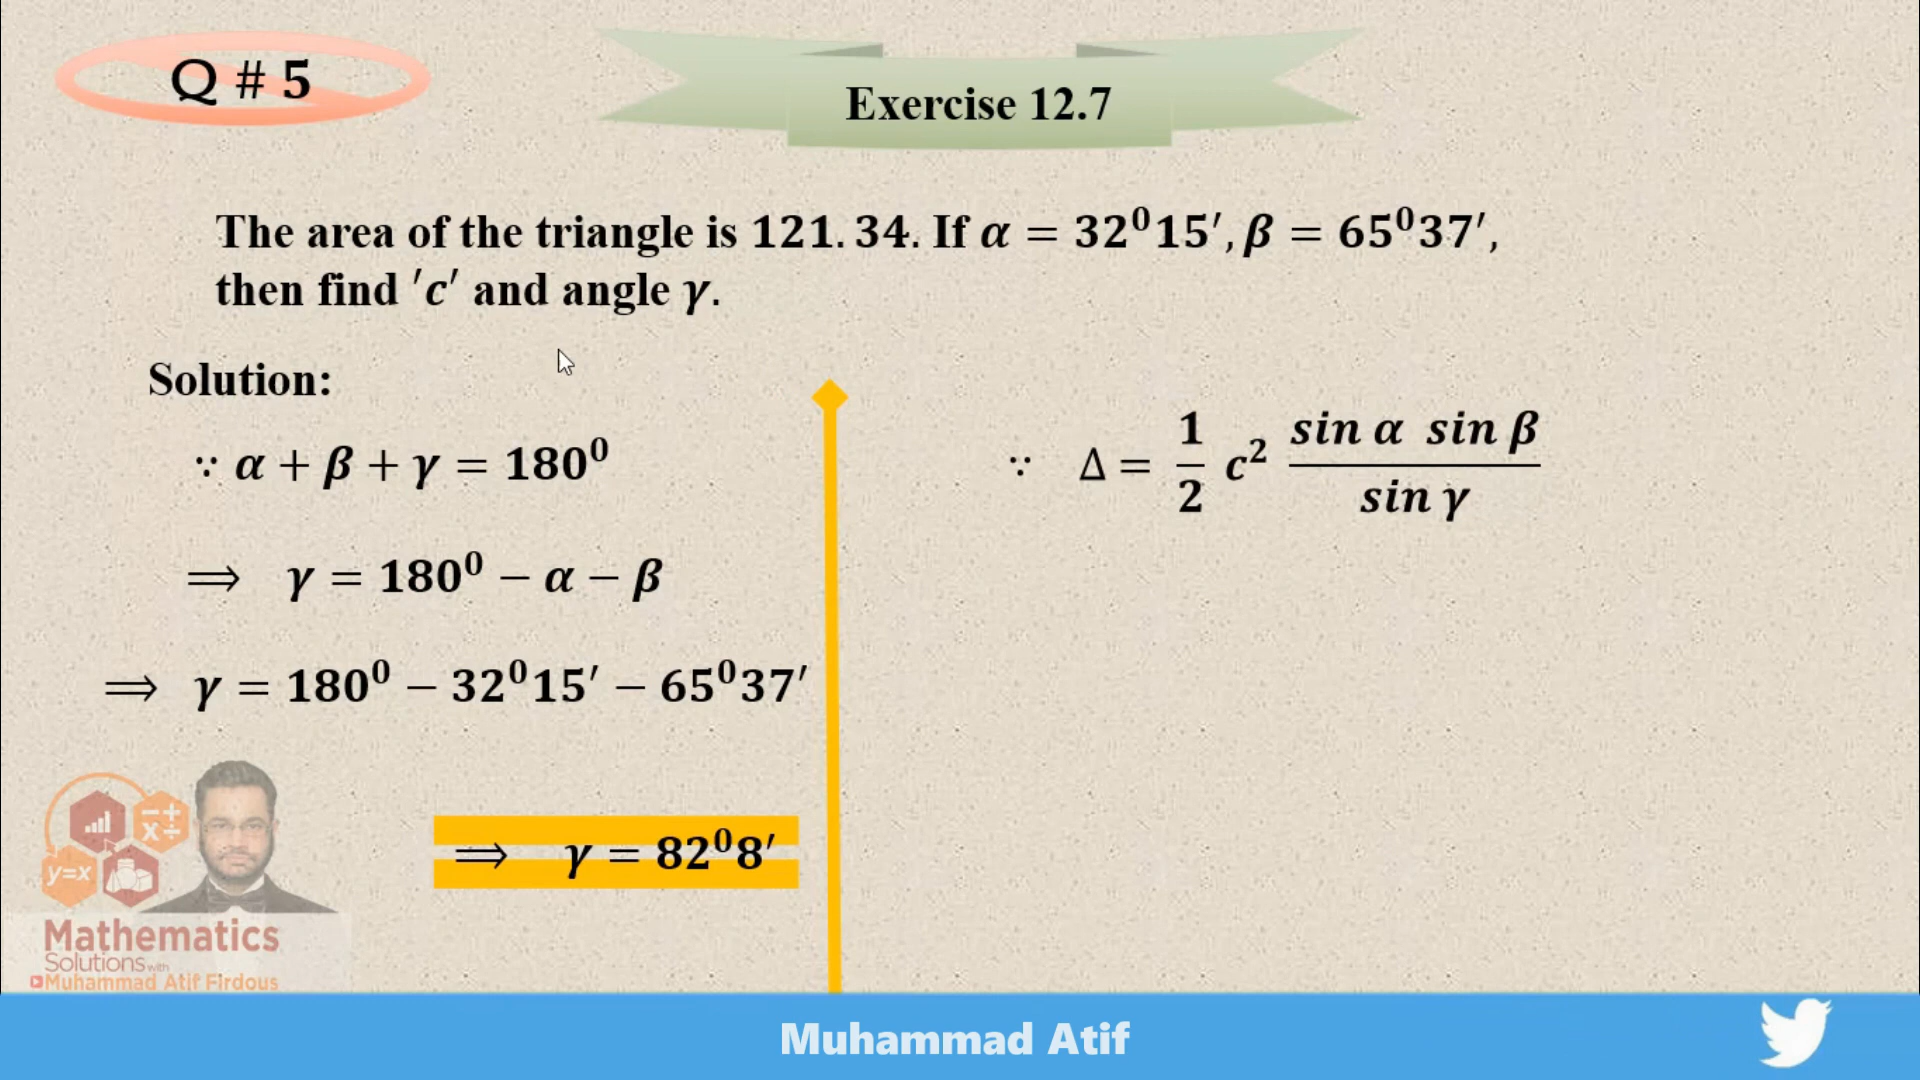 Q # 5
Exercise 12.7
The area of the triangle is 121.34. If α = 32⁰15′, β = 65⁰37′,
then find ′c′ and angle γ.
Solution:
∵ α + β + γ = 180⁰
⟹ γ = 180⁰ − α − β
⟹ γ = 180⁰ − 32⁰15′ − 65⁰37′
⟹ γ = 82⁰8′
∵ Δ = 1/2 c² sin α sin β / sin γ
y=x
Mathematics
Solutions with
Muhammad Atif Firdous
Muhammad Atif